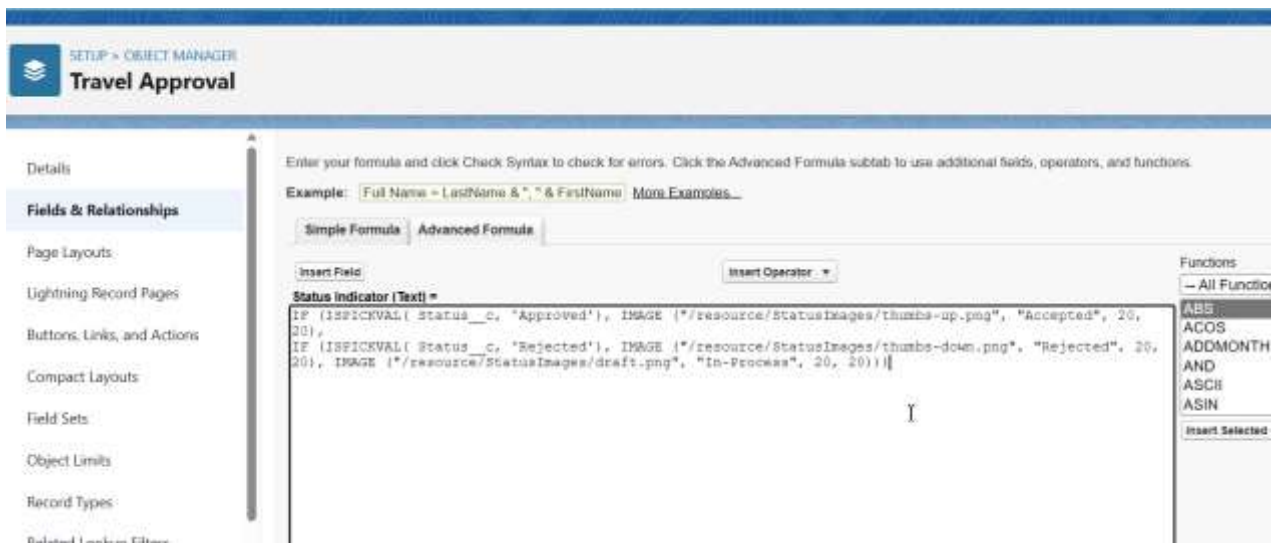 SETUP > OBJECT MANAGER
Travel Approval
Details
Fields & Relationships
Page Layouts
Lightning Record Pages
Buttons, Links, and Actions
Compact Layouts
Field Sets
Object Limits
Record Types
Related Lookup Filters
Enter your formula and click Check Syntax to check for errors. Click the Advanced Formula subtab to use additional fields, operators, and functions.
Example: Full Name = LastName & ", " & FirstName More Examples...
Simple Formula Advanced Formula
Insert Field Insert Operator
Status Indicator (Text) =
IF (ISPICKVAL( Status__c, 'Approved'), IMAGE ("/resource/StatusImages/thumbs-up.png", "Accepted", 20,
20),
IF (ISPICKVAL( Status__c, 'Rejected'), IMAGE ("/resource/StatusImages/thumbs-down.png", "Rejected", 20,
20), IMAGE ("/resource/StatusImages/draft.png", "In-Process", 20, 20)))
Functions
-- All Function
ABS
ACOS
ADDMONTH
AND
ASCII
ASIN
Insert Selected